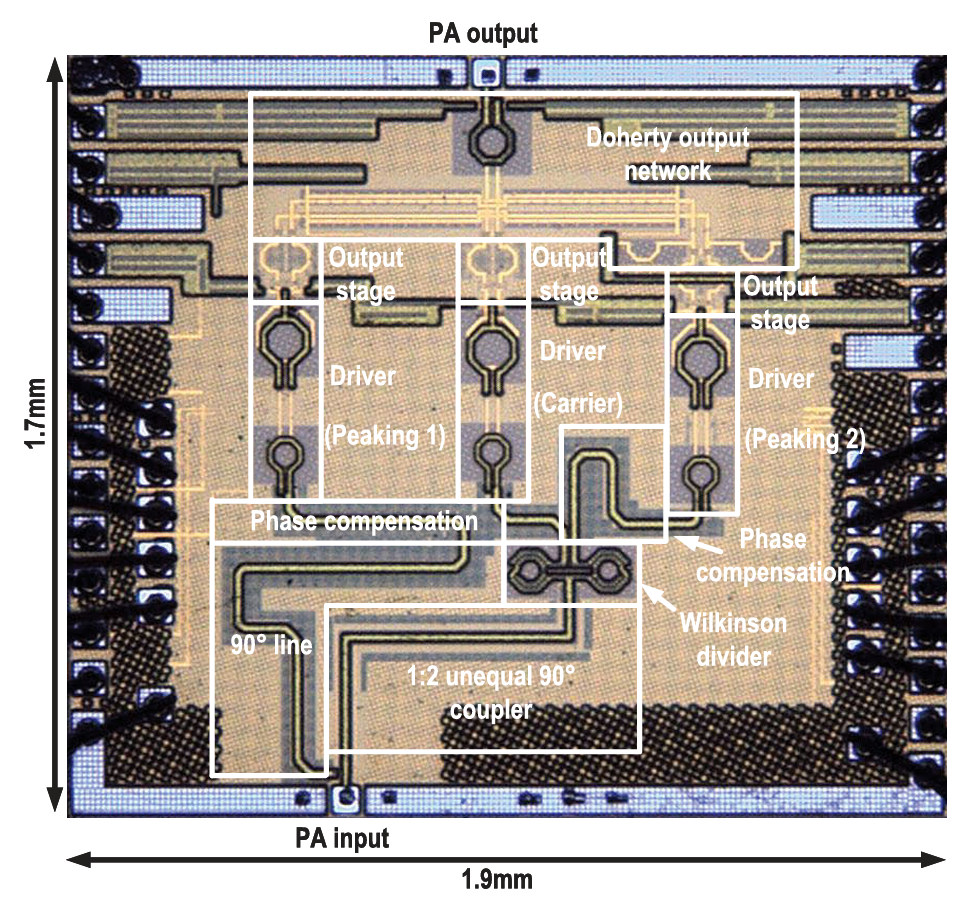 PA output
Doherty output
network
Output
stage
Output
stage
Output
stage
Driver
(Peaking 1)
Driver
(Carrier)
Driver
(Peaking 2)
Phase compensation
Phase
compensation
Wilkinson
divider
90° line
1:2 unequal 90°
coupler
1.7mm
PA input
1.9mm